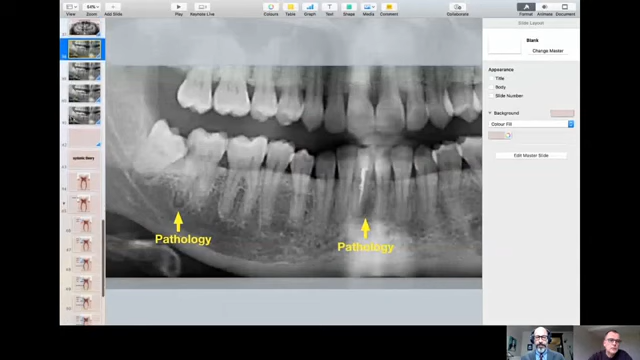 54%
View
Zoom
Add Slide
Play
Keynote Live
Colours
Table
Graph
Text
Shape
Media
Comment
Collaborate
Format
Animate
Document
Slide Layout
Blank
Change Master
Appearance
Title
Body
Slide Number
Background
Colour Fill
Edit Master Slide
Pathology
Pathology